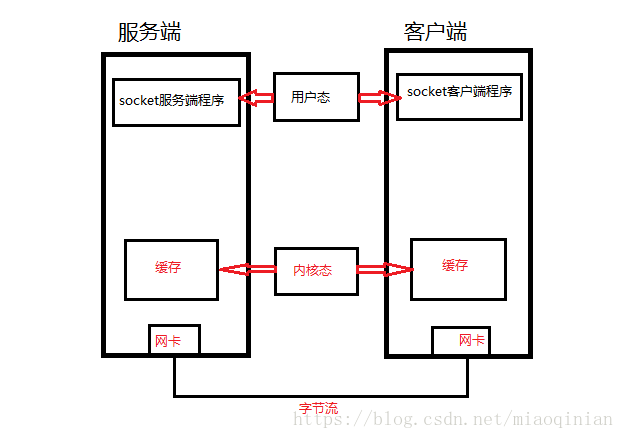 服务端
客户端
socket服务端程序
用户态
socket客户端程序
缓存
内核态
缓存
网卡
网卡
字节流
https://blog.csdn.net/miaoqinian